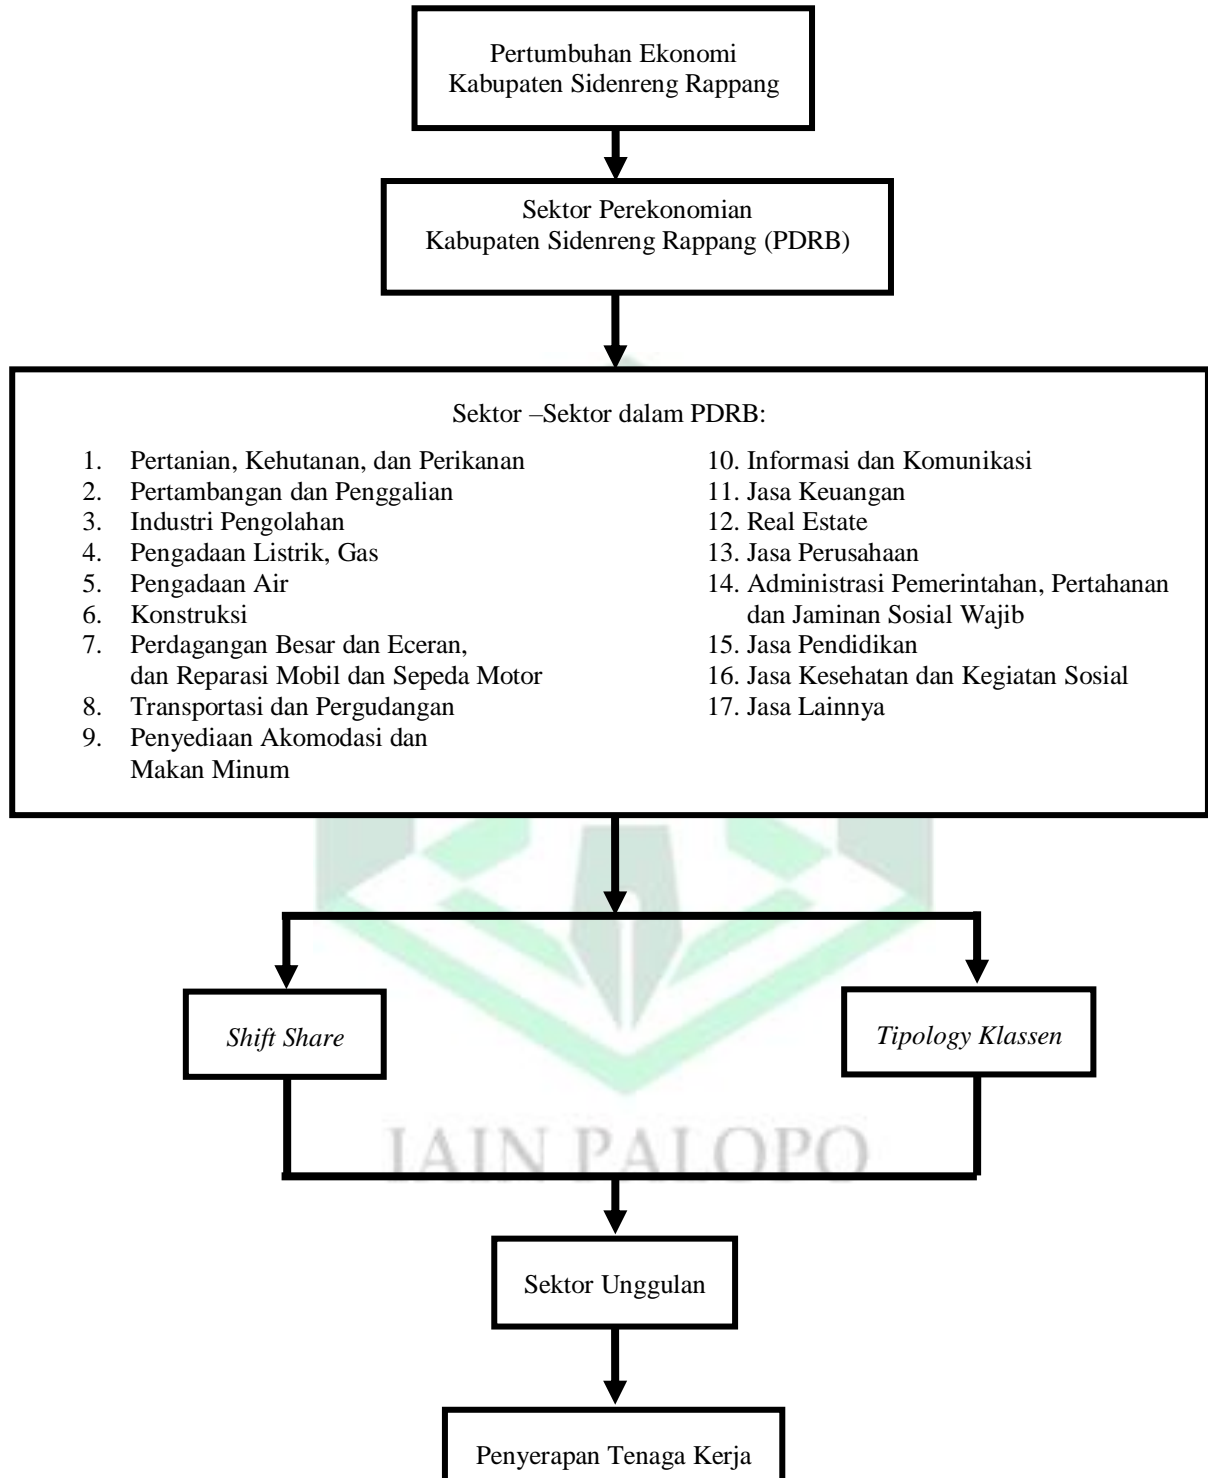 Pertumbuhan Ekonomi
Kabupaten Sidenreng Rappang
Sektor Perekonomian
Kabupaten Sidenreng Rappang (PDRB)
Sektor –Sektor dalam PDRB:
1. Pertanian, Kehutanan, dan Perikanan
2. Pertambangan dan Penggalian
3. Industri Pengolahan
4. Pengadaan Listrik, Gas
5. Pengadaan Air
6. Konstruksi
7. Perdagangan Besar dan Eceran,
dan Reparasi Mobil dan Sepeda Motor
8. Transportasi dan Pergudangan
9. Penyediaan Akomodasi dan
Makan Minum
10. Informasi dan Komunikasi
11. Jasa Keuangan
12. Real Estate
13. Jasa Perusahaan
14. Administrasi Pemerintahan, Pertahanan
dan Jaminan Sosial Wajib
15. Jasa Pendidikan
16. Jasa Kesehatan dan Kegiatan Sosial
17. Jasa Lainnya
Shift Share
Tipology Klassen
IAIN PALOPO
Sektor Unggulan
Penyerapan Tenaga Kerja